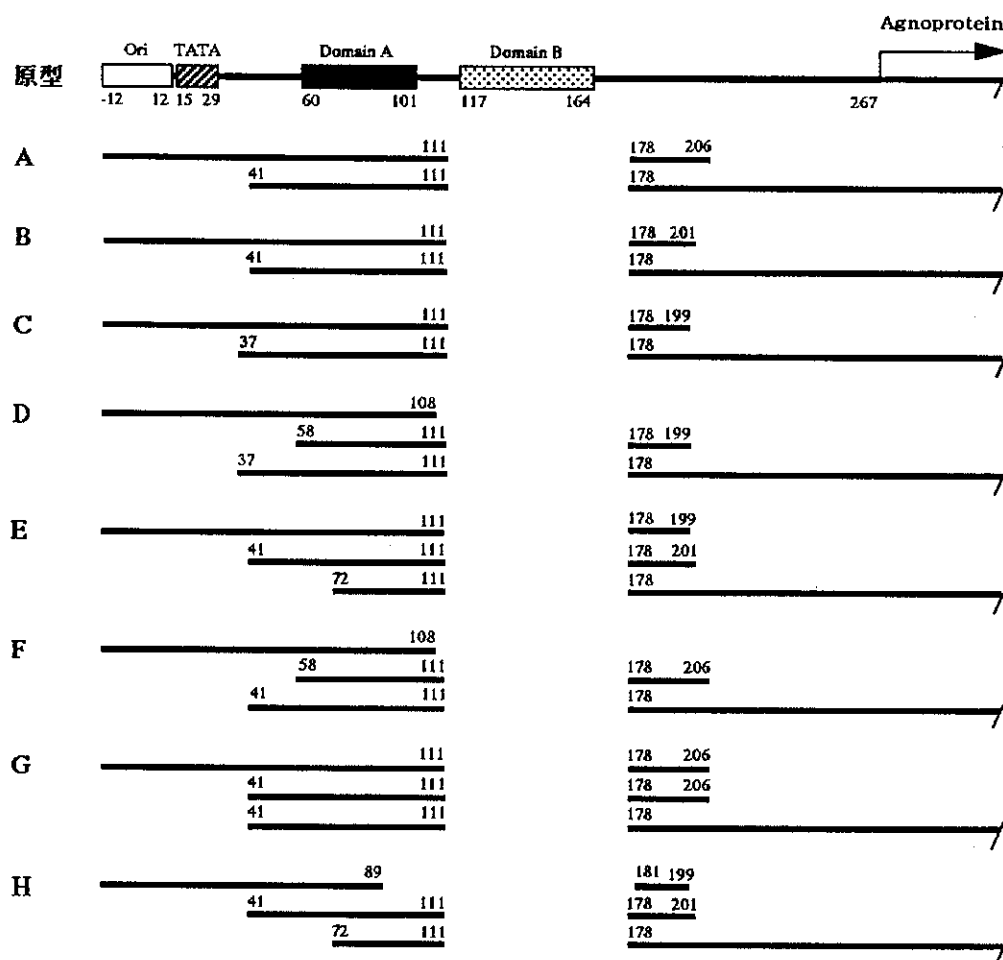 Agnoprotein
Ori TATA Domain A Domain B
原型
-12 12 15 29 60 101 117 164 267
A
111 178 206
41 111 178
B
111 178 201
41 111 178
C
111 178 199
37 111 178
D
108
58 111 178 199
37 111 178
E
111 178 199
41 111 178 201
72 111 178
F
108
58 111 178 206
41 111 178
G
111 178 206
41 111 178 206
41 111 178
H
89 181 199
41 111 178 201
72 111 178